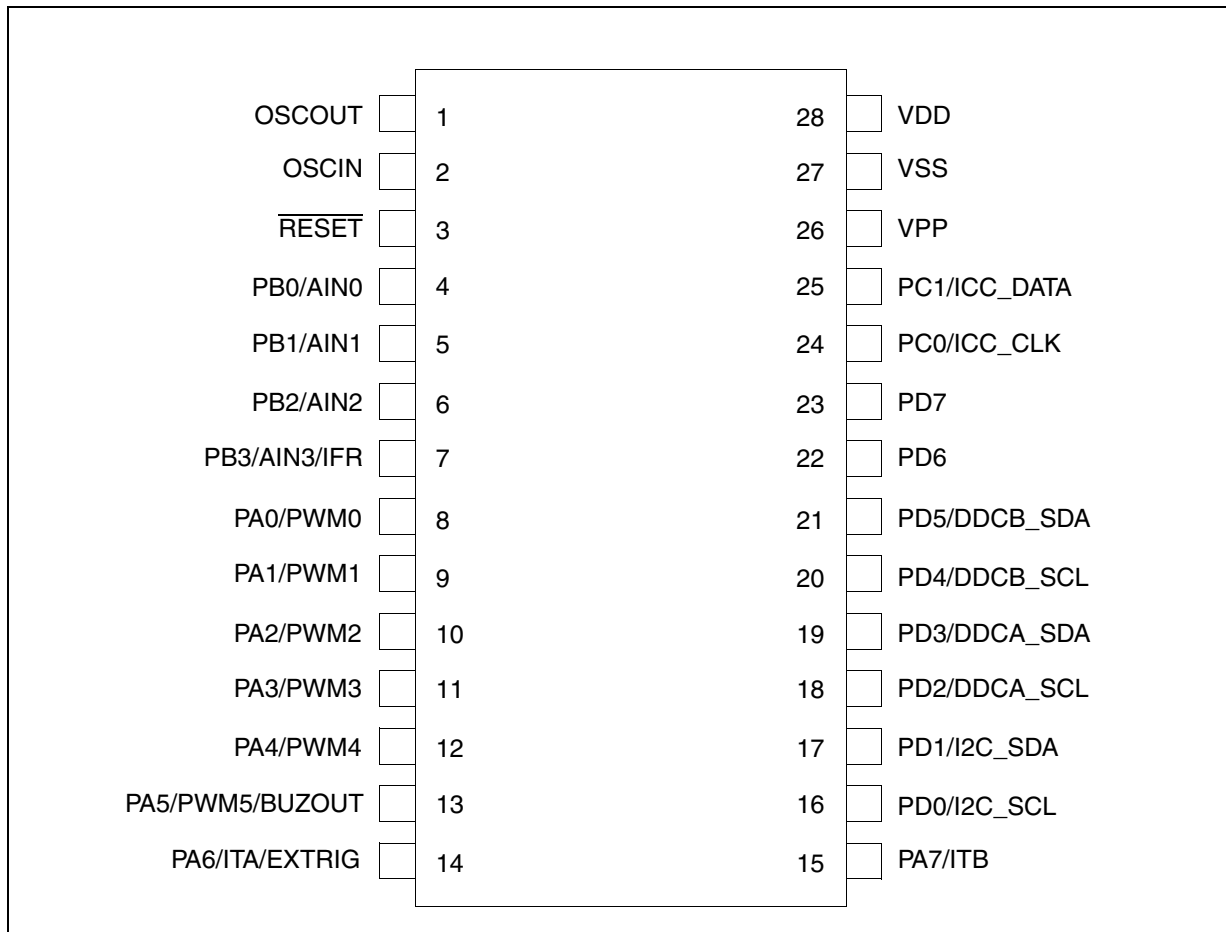 OSCOUT 1 28 VDD
OSCIN 2 27 VSS
RESET 3 26 VPP
PB0/AIN0 4 25 PC1/ICC_DATA
PB1/AIN1 5 24 PC0/ICC_CLK
PB2/AIN2 6 23 PD7
PB3/AIN3/IFR 7 22 PD6
PA0/PWM0 8 21 PD5/DDCB_SDA
PA1/PWM1 9 20 PD4/DDCB_SCL
PA2/PWM2 10 19 PD3/DDCA_SDA
PA3/PWM3 11 18 PD2/DDCA_SCL
PA4/PWM4 12 17 PD1/I2C_SDA
PA5/PWM5/BUZOUT 13 16 PD0/I2C_SCL
PA6/ITA/EXTRIG 14 15 PA7/ITB